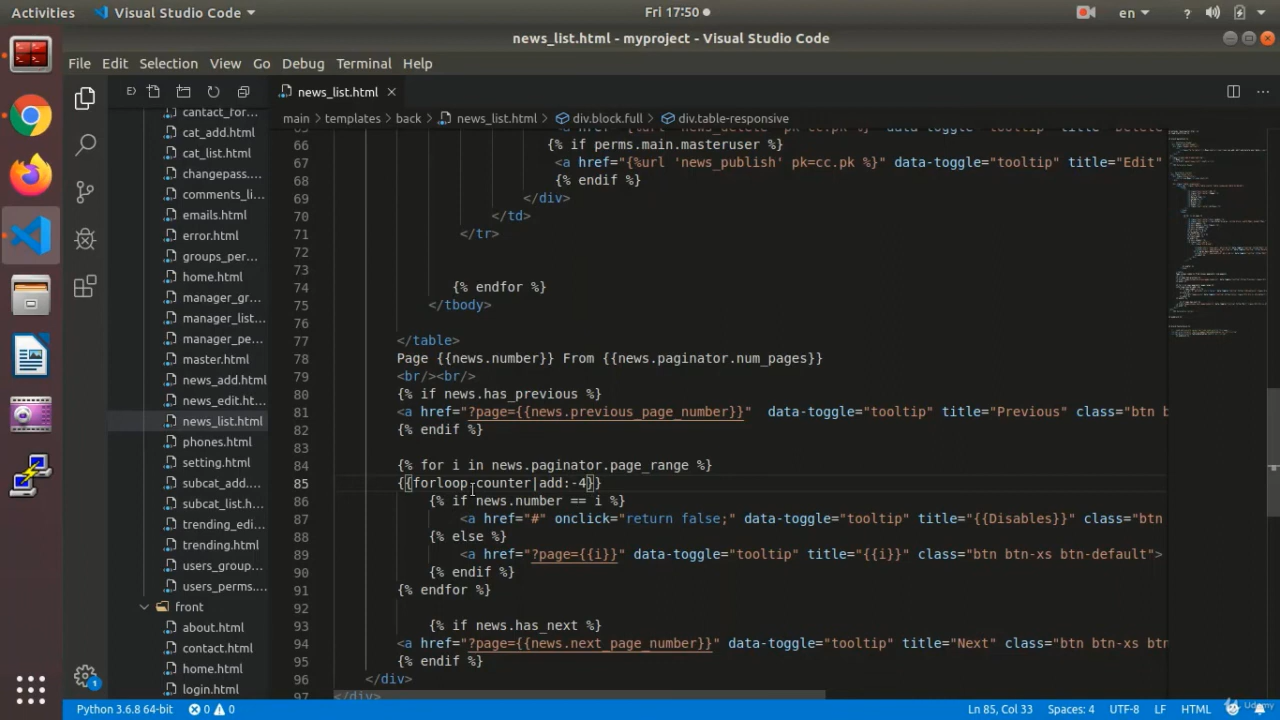 Activities Visual Studio Code Fri 17:50 en ?
news_list.html - myproject - Visual Studio Code
File Edit Selection View Go Debug Terminal Help
news_list.html
main > templates > back > news_list.html > div.block.full > div.table-responsive
cantact_for...
cat_add.html
cat_list.html
changepass....
comments_li...
emails.html
error.html
groups_per...
home.html
manager_gr...
manager_list...
manager_pe...
master.html
news_add.html
news_edit.ht...
news_list.html
phones.html
setting.html
subcat_add....
subcat_list.h...
trending_edi...
trending.html
users_group...
users_perms....
front
about.html
contact.html
home.html
login.html
66 {% if perms.main.masteruser %}
67 <a href="{%url 'news_publish' pk=cc.pk %}" data-toggle="tooltip" title="Edit"
68 {% endif %}
69 </div>
70 </td>
71 </tr>
72
73
74 {% endfor %}
75 </tbody>
76
77 </table>
78 Page {{news.number}} From {{news.paginator.num_pages}}
79 <br/><br/>
80 {% if news.has_previous %}
81 <a href="?page={{news.previous_page_number}}" data-toggle="tooltip" title="Previous" class="btn b
82 {% endif %}
83
84 {% for i in news.paginator.page_range %}
85 {{forloop.counter|add:-4}}
86 {% if news.number == i %}
87 <a href="#" onclick="return false;" data-toggle="tooltip" title="{{Disables}}" class="btn
88 {% else %}
89 <a href="?page={{i}}" data-toggle="tooltip" title="{{i}}" class="btn btn-xs btn-default">
90 {% endif %}
91 {% endfor %}
92
93 {% if news.has_next %}
94 <a href="?page={{news.next_page_number}}" data-toggle="tooltip" title="Next" class="btn btn-xs btn
95 {% endif %}
96 </div>
97 </div>
Python 3.6.8 64-bit 0 0 Ln 85, Col 33 Spaces: 4 UTF-8 LF HTML
Udemy